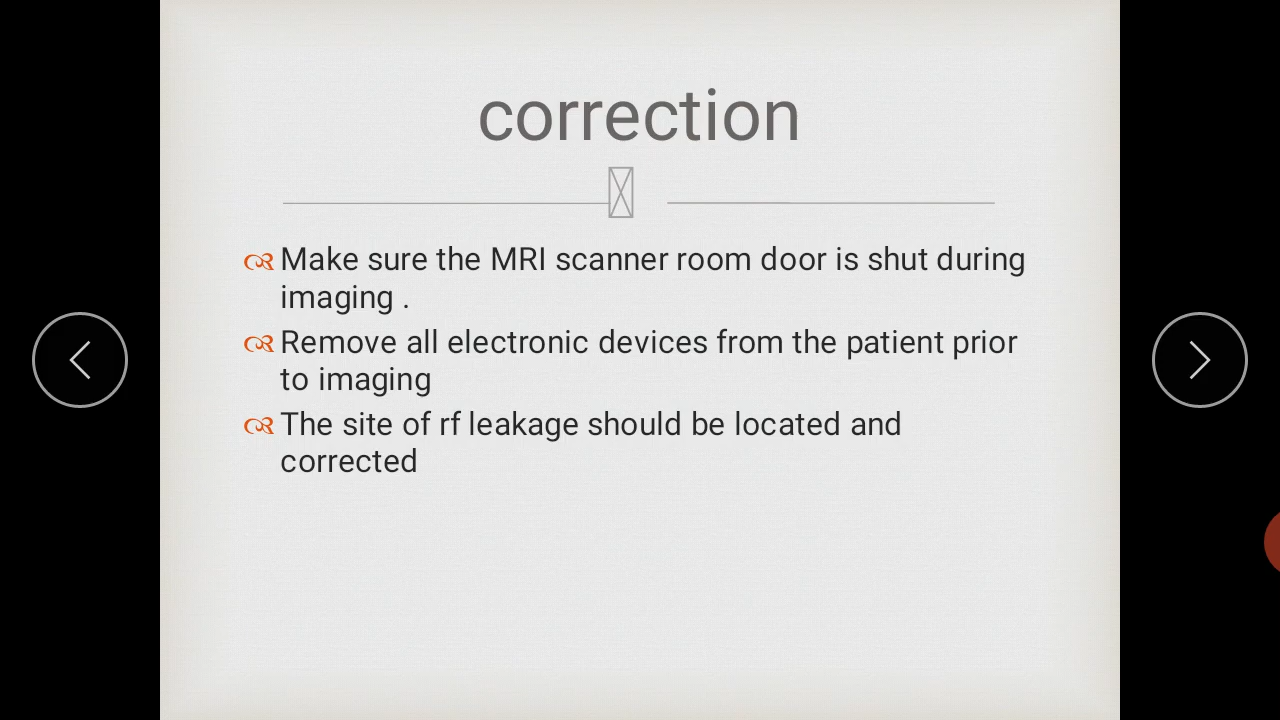 correction
Make sure the MRI scanner room door is shut during
imaging .
Remove all electronic devices from the patient prior
to imaging
The site of rf leakage should be located and
corrected